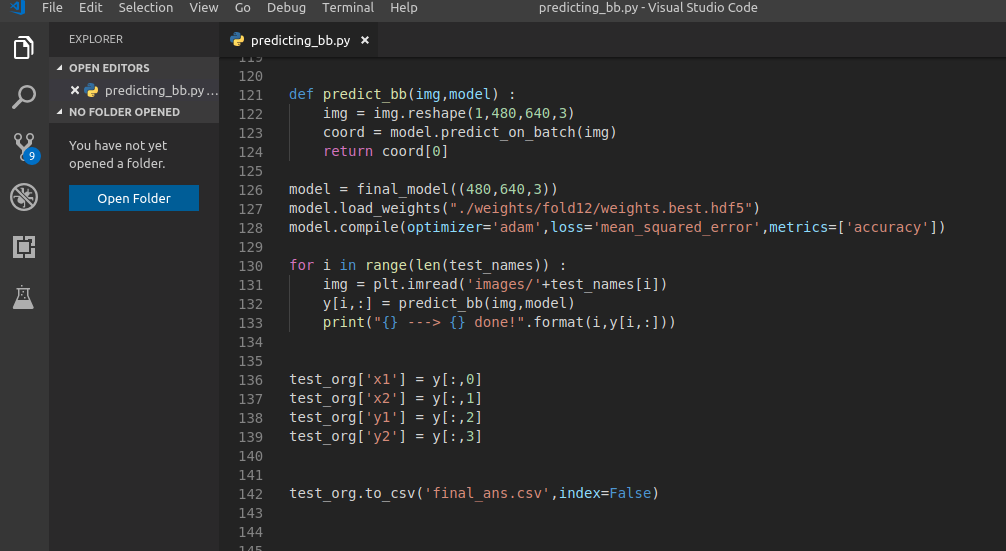 File Edit Selection View Go Debug Terminal Help predicting_bb.py - Visual Studio Code
EXPLORER
OPEN EDITORS
predicting_bb.py ...
NO FOLDER OPENED
You have not yet
opened a folder.
Open Folder
9
predicting_bb.py
119
120
121 def predict_bb(img,model) :
122     img = img.reshape(1,480,640,3)
123     coord = model.predict_on_batch(img)
124     return coord[0]
125
126 model = final_model((480,640,3))
127 model.load_weights("./weights/fold12/weights.best.hdf5")
128 model.compile(optimizer='adam',loss='mean_squared_error',metrics=['accuracy'])
129
130 for i in range(len(test_names)) :
131     img = plt.imread('images/'+test_names[i])
132     y[i,:] = predict_bb(img,model)
133     print("{} ---> {} done!".format(i,y[i,:]))
134
135
136 test_org['x1'] = y[:,0]
137 test_org['x2'] = y[:,1]
138 test_org['y1'] = y[:,2]
139 test_org['y2'] = y[:,3]
140
141
142 test_org.to_csv('final_ans.csv',index=False)
143
144
145